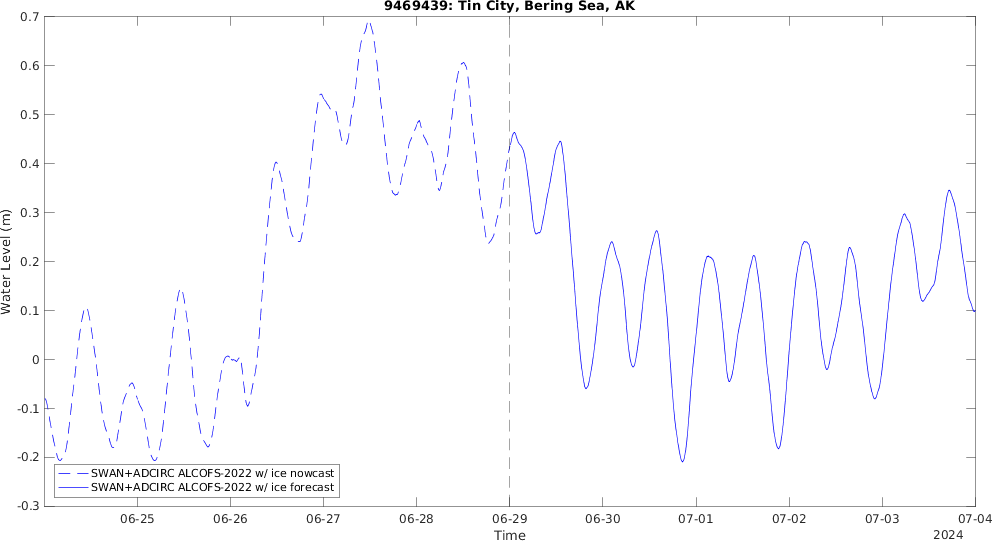 9469439: Tin City, Bering Sea, AK
Water Level (m)
0.7
0.6
0.5
0.4
0.3
0.2
0.1
0
-0.1
-0.2
-0.3
SWAN+ADCIRC ALCOFS-2022 w/ ice nowcast
SWAN+ADCIRC ALCOFS-2022 w/ ice forecast
06-25 06-26 06-27 06-28 06-29 06-30 07-01 07-02 07-03 07-04
Time
2024